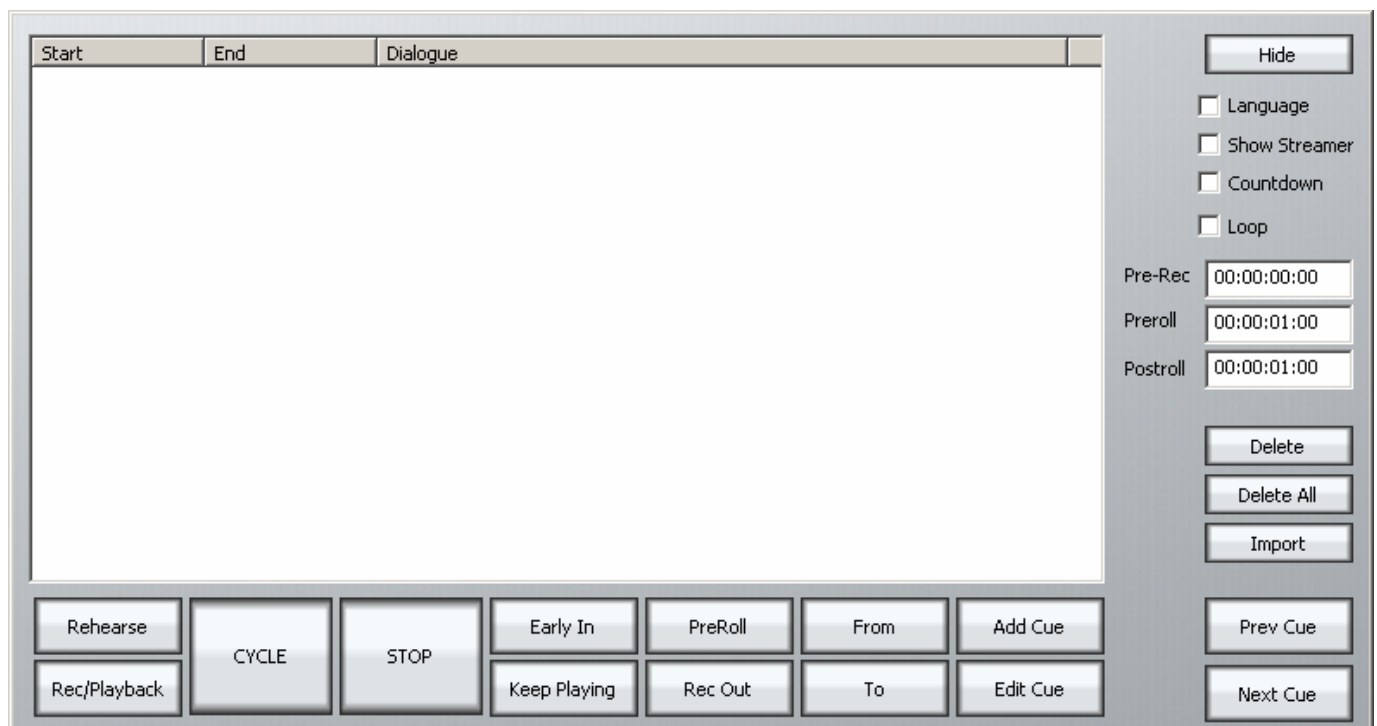 Start End Dialogue
Hide
Language
Show Streamer
Countdown
Loop
Pre-Rec 00:00:00:00
Preroll 00:00:01:00
Postroll 00:00:01:00
Delete
Delete All
Import
Rehearse CYCLE STOP Early In PreRoll From Add Cue Prev Cue
Rec/Playback Keep Playing Rec Out To Edit Cue Next Cue